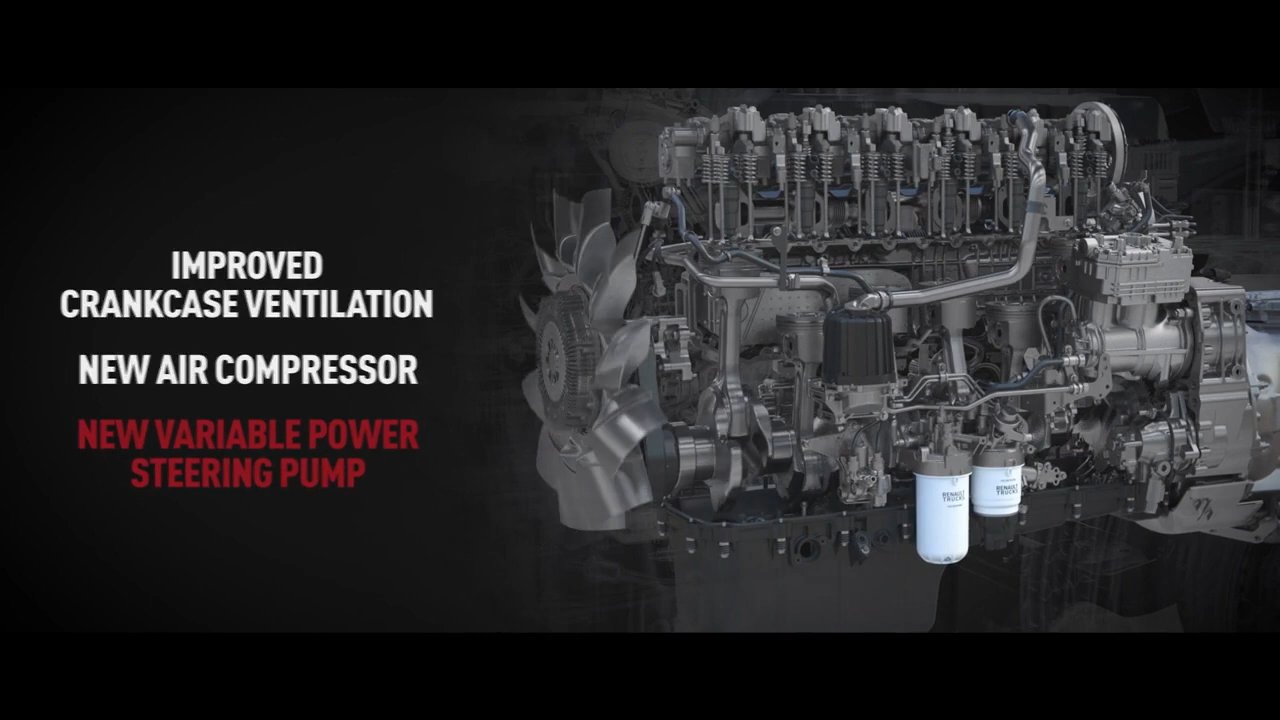 IMPROVED
CRANKCASE VENTILATION
NEW AIR COMPRESSOR
NEW VARIABLE POWER
STEERING PUMP
RENAULT
TRUCKS
RENAULT
TRUCKS